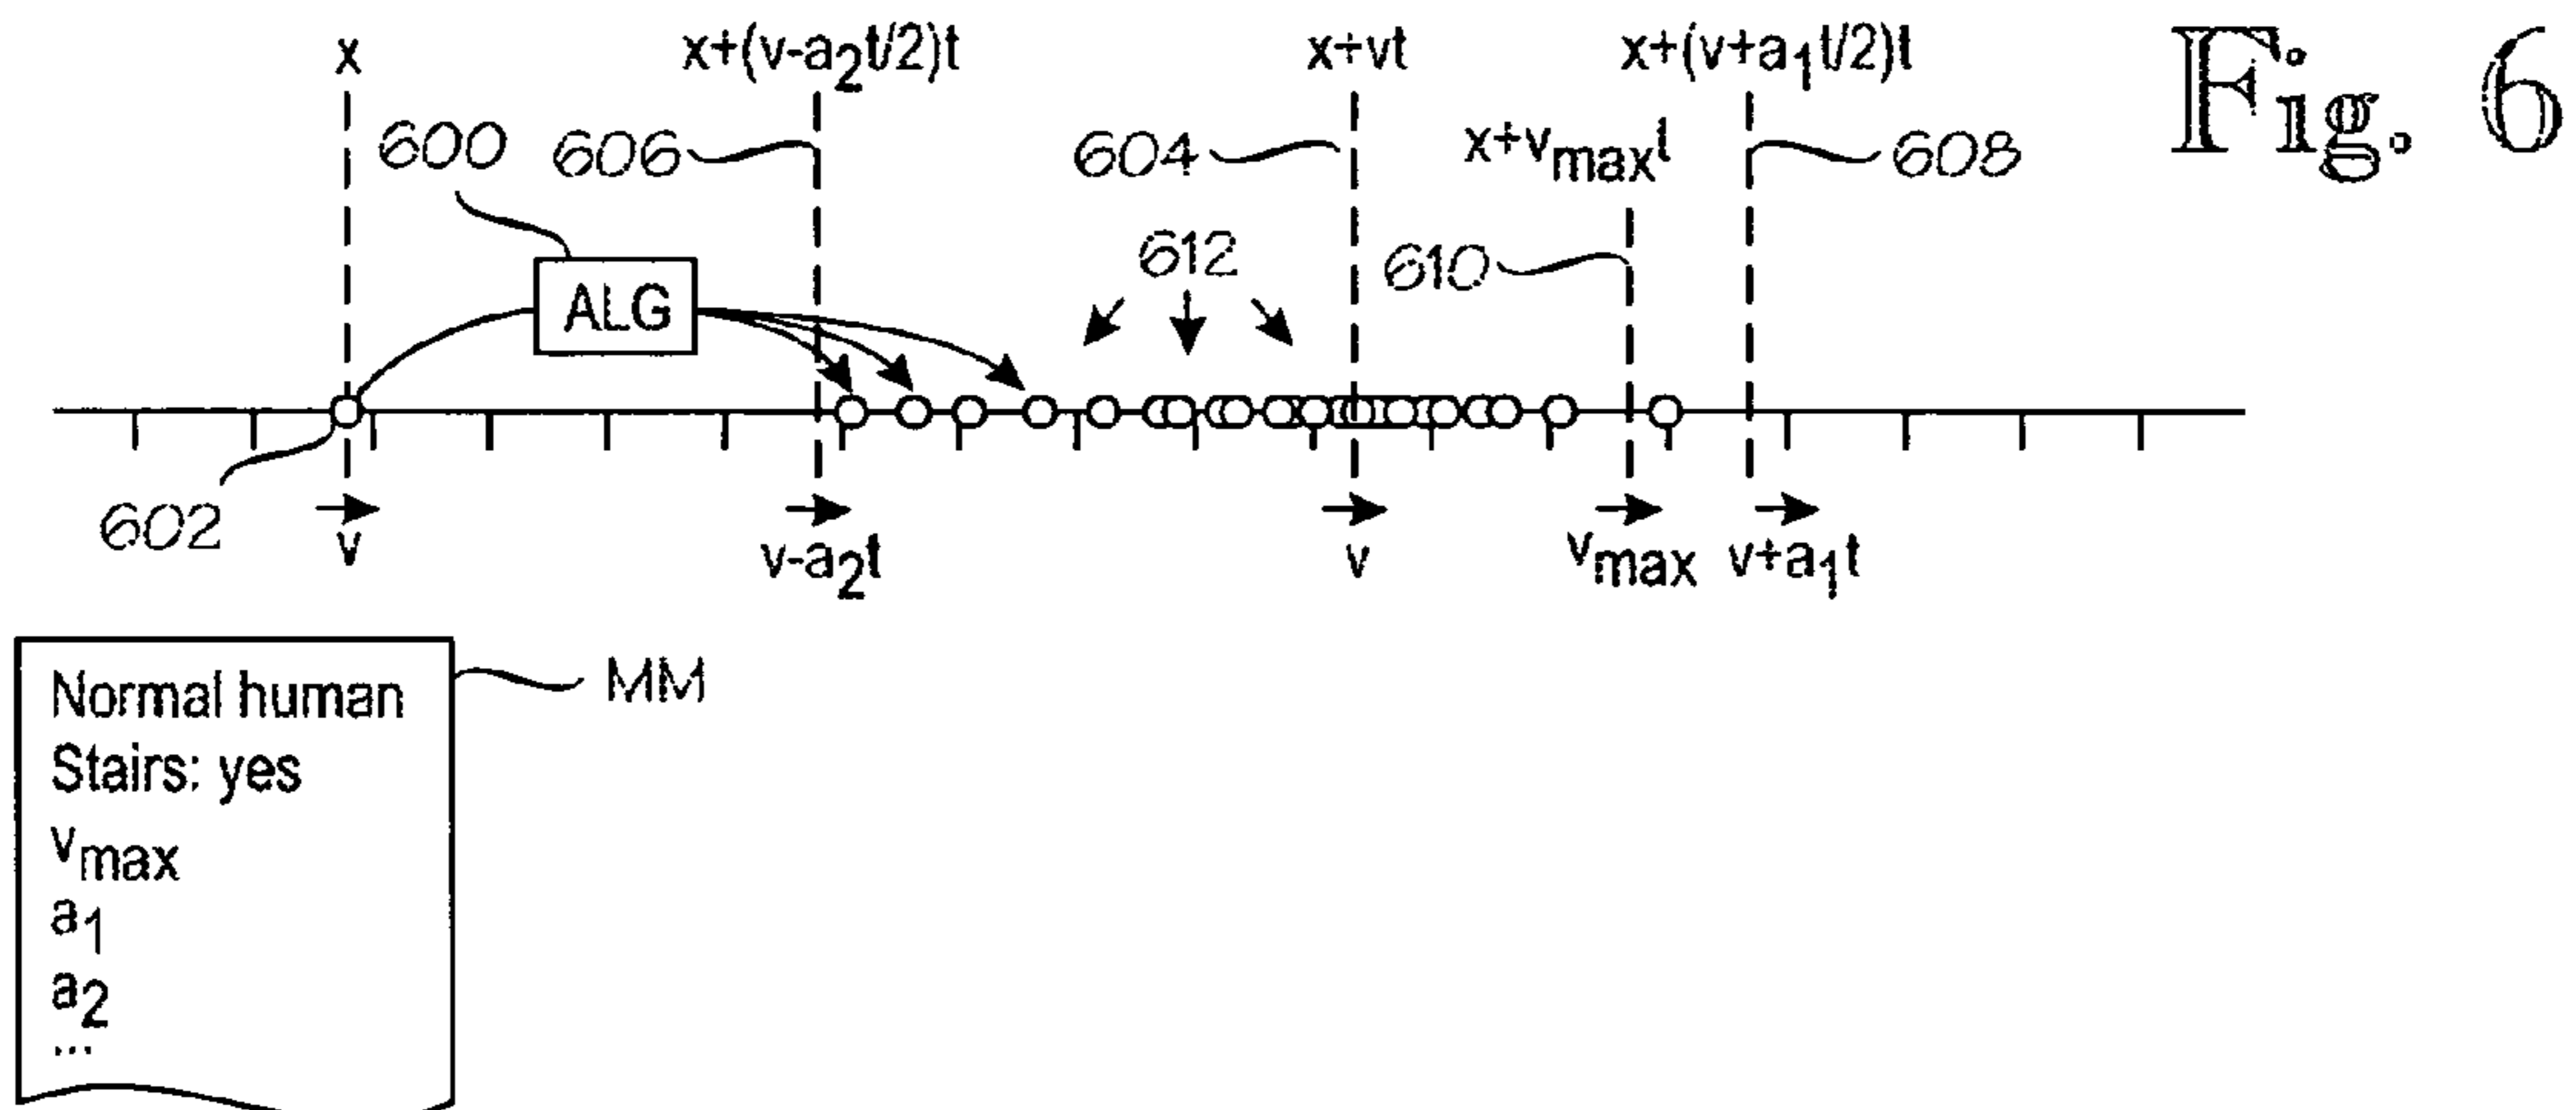 x x+(v-a2t/2)t x+vt x+(v+a1t/2)t Fig. 6
600 606 604 x+vmaxt 608
612 610
ALG
602 v v-a2t v vmax v+a1t
Normal human MM
Stairs: yes
vmax
a1
a2
...